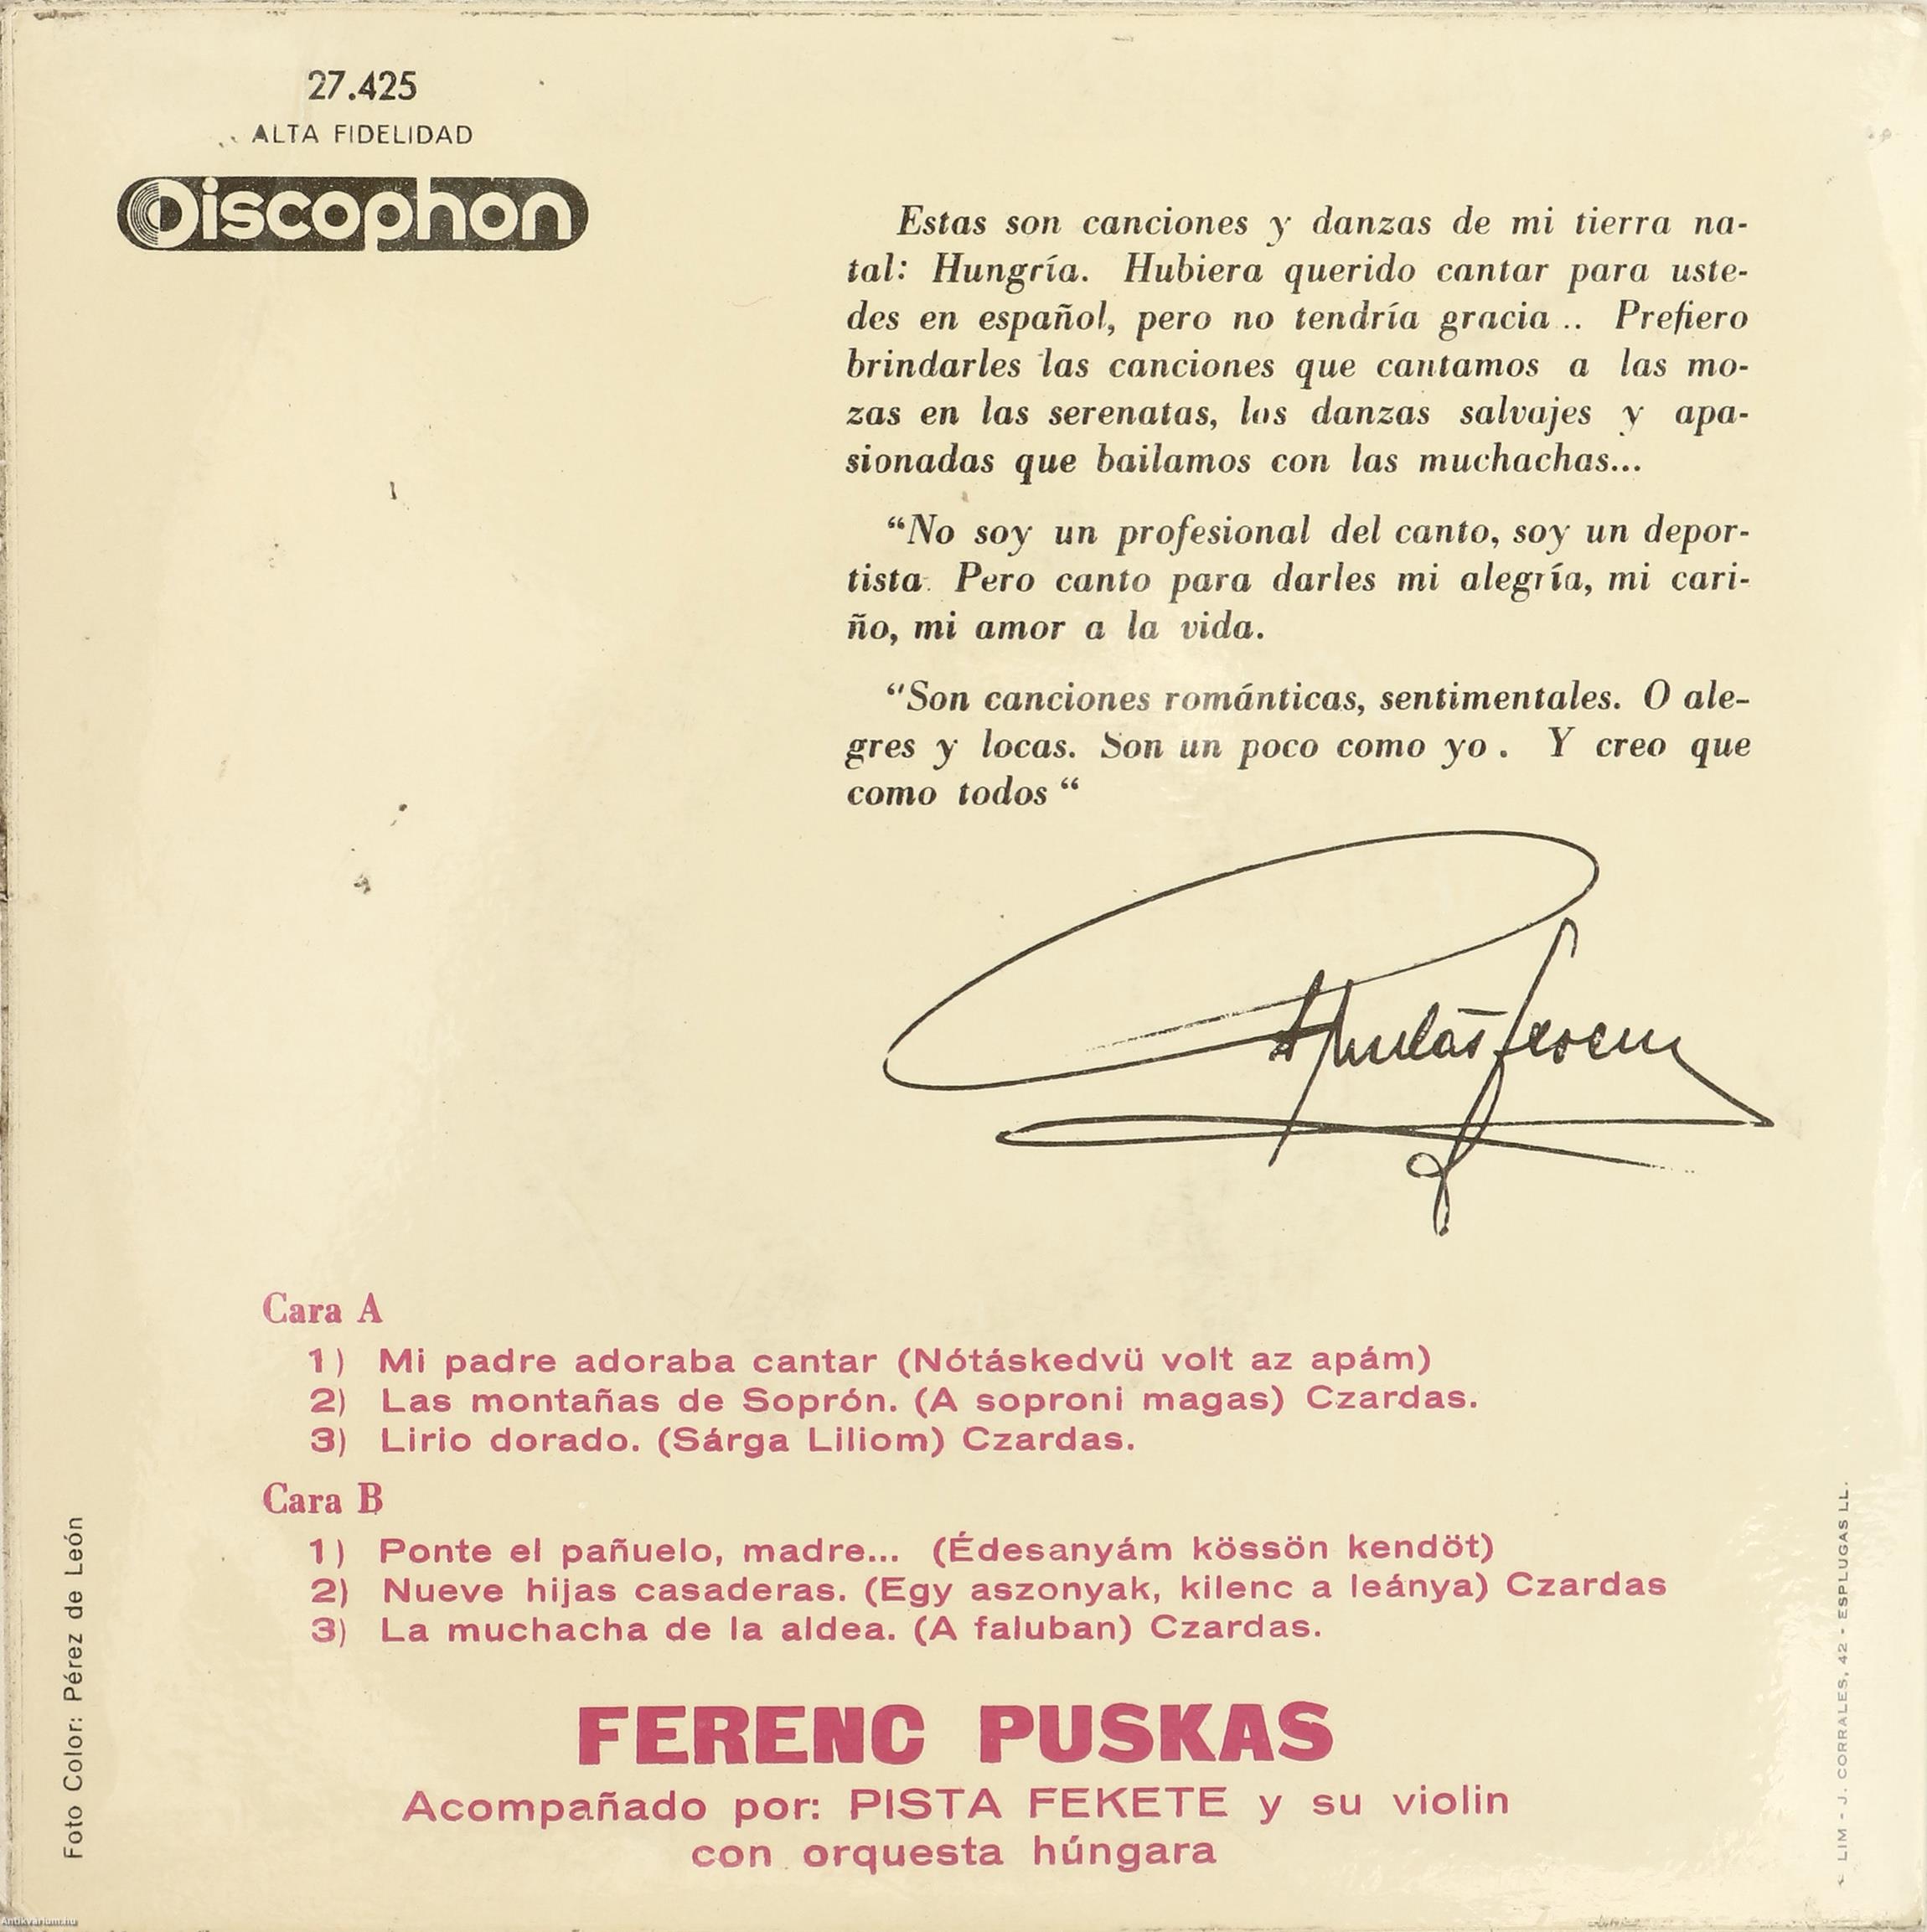 27.425
ALTA FIDELIDAD
Discophon
Estas son canciones y danzas de mi tierra na-
tal: Hungría. Hubiera querido cantar para uste-
des en español, pero no tendría gracia .. Prefiero
brindarles las canciones que cantamos a las mo-
zas en las serenatas, las danzas salvajes y apa-
sionadas que bailamos con las muchachas...
“No soy un profesional del canto, soy un depor-
tista. Pero canto para darles mi alegría, mi cari-
ño, mi amor a la vida.
“Son canciones románticas, sentimentales. O ale-
gres y locas. Son un poco como yo . Y creo que
como todos “
Puskás Ferenc
Cara A
1) Mi padre adoraba cantar (Nótáskedvü volt az apám)
2) Las montañas de Soprón. (A soproni magas) Czardas.
3) Lirio dorado. (Sárga Liliom) Czardas.
Cara B
1) Ponte el pañuelo, madre... (Édesanyám kössön kendöt)
2) Nueve hijas casaderas. (Egy aszonyak, kilenc a leánya) Czardas
3) La muchacha de la aldea. (A faluban) Czardas.
FERENC PUSKAS
Acompañado por: PISTA FEKETE y su violin
con orquesta húngara
Foto Color: Pérez de León
LIM - J. CORRALES, 42 - ESPLUGAS LL.
Antikvarium.hu